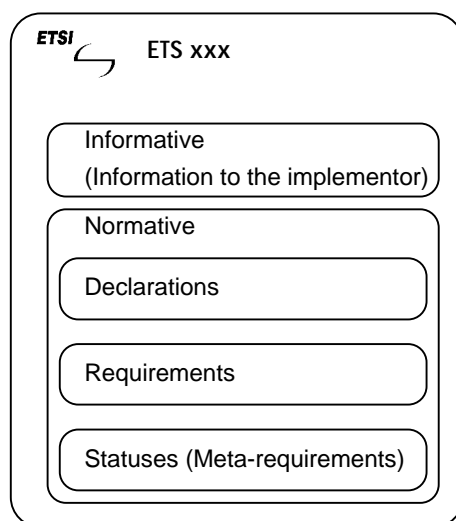 ETSI ETS xxx
Informative
(Information to the implementor)
Normative
Declarations
Requirements
Statuses (Meta-requirements)